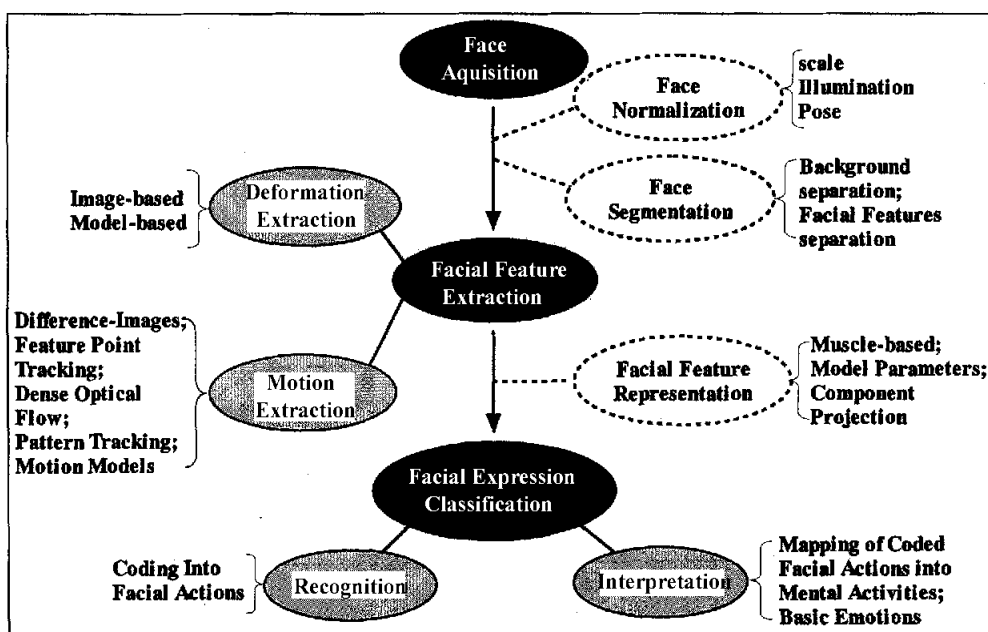 Face
Aquisition
Face
Normalization
scale
Illumination
Pose
Face
Segmentation
Background
separation;
Facial Features
separation
Image-based
Model-based
Deformation
Extraction
Facial Feature
Extraction
Difference-Images;
Feature Point
Tracking;
Dense Optical
Flow;
Pattern Tracking;
Motion Models
Motion
Extraction
Facial Feature
Representation
Muscle-based;
Model Parameters;
Component
Projection
Facial Expression
Classification
Coding Into
Facial Actions
Recognition
Interpretation
Mapping of Coded
Facial Actions into
Mental Activities;
Basic Emotions